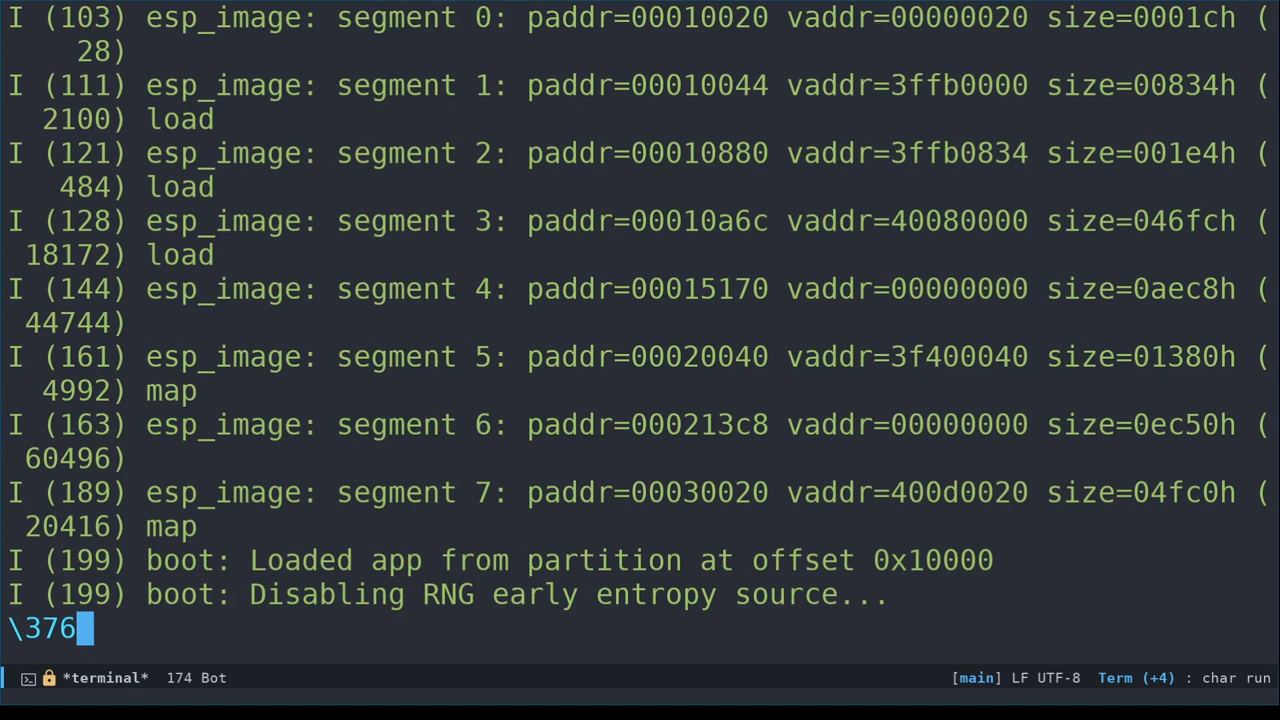 I (103) esp_image: segment 0: paddr=00010020 vaddr=00000020 size=0001ch (
    28)
I (111) esp_image: segment 1: paddr=00010044 vaddr=3ffb0000 size=00834h (
  2100) load
I (121) esp_image: segment 2: paddr=00010880 vaddr=3ffb0834 size=001e4h (
   484) load
I (128) esp_image: segment 3: paddr=00010a6c vaddr=40080000 size=046fch (
 18172) load
I (144) esp_image: segment 4: paddr=00015170 vaddr=00000000 size=0aec8h (
 44744)
I (161) esp_image: segment 5: paddr=00020040 vaddr=3f400040 size=01380h (
  4992) map
I (163) esp_image: segment 6: paddr=000213c8 vaddr=00000000 size=0ec50h (
 60496)
I (189) esp_image: segment 7: paddr=00030020 vaddr=400d0020 size=04fc0h (
 20416) map
I (199) boot: Loaded app from partition at offset 0x10000
I (199) boot: Disabling RNG early entropy source...
\376
*terminal* 174 Bot [main] LF UTF-8 Term (+4) : char run